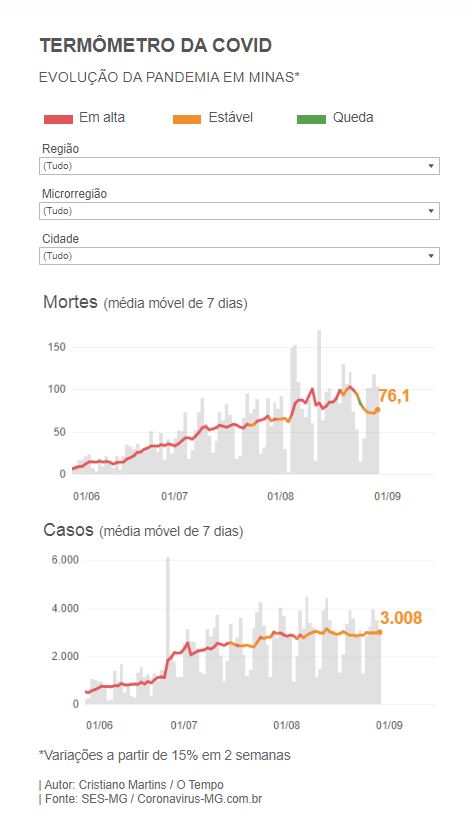 TERMÔMETRO DA COVID
EVOLUÇÃO DA PANDEMIA EM MINAS*
Em alta Estável Queda
Região
(Tudo)
Microrregião
(Tudo)
Cidade
(Tudo)
Mortes (média móvel de 7 dias)
150
100
76,1
50
0
01/06 01/07 01/08 01/09
Casos (média móvel de 7 dias)
6.000
4.000
3.008
2.000
0
01/06 01/07 01/08 01/09
*Variações a partir de 15% em 2 semanas
| Autor: Cristiano Martins / O Tempo
| Fonte: SES-MG / Coronavirus-MG.com.br